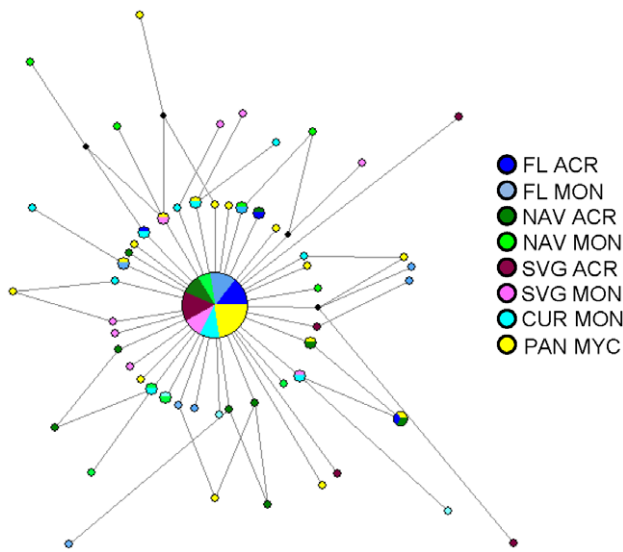 FL ACR
FL MON
NAV ACR
NAV MON
SVG ACR
SVG MON
CUR MON
PAN MYC